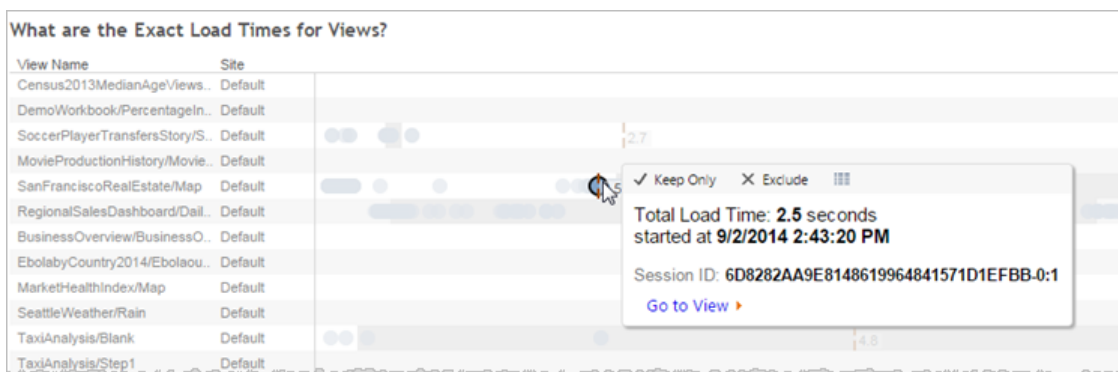 What are the Exact Load Times for Views?
View Name Site
Census2013MedianAgeViews.. Default
DemoWorkbook/PercentageIn.. Default
SoccerPlayerTransfersStory/S.. Default
2.7
MovieProductionHistory/Movie.. Default
SanFranciscoRealEstate/Map Default
5
Keep Only Exclude
RegionalSalesDashboard/Dail.. Default
Total Load Time: 2.5 seconds
started at 9/2/2014 2:43:20 PM
BusinessOverview/BusinessO.. Default
EbolabyCountry2014/Ebolaou.. Default
Session ID: 6D8282AA9E8148619964841571D1EFBB-0:1
MarketHealthIndex/Map Default
Go to View
SeattleWeather/Rain Default
TaxiAnalysis/Blank Default
4.8
TaxiAnalysis/Step1 Default